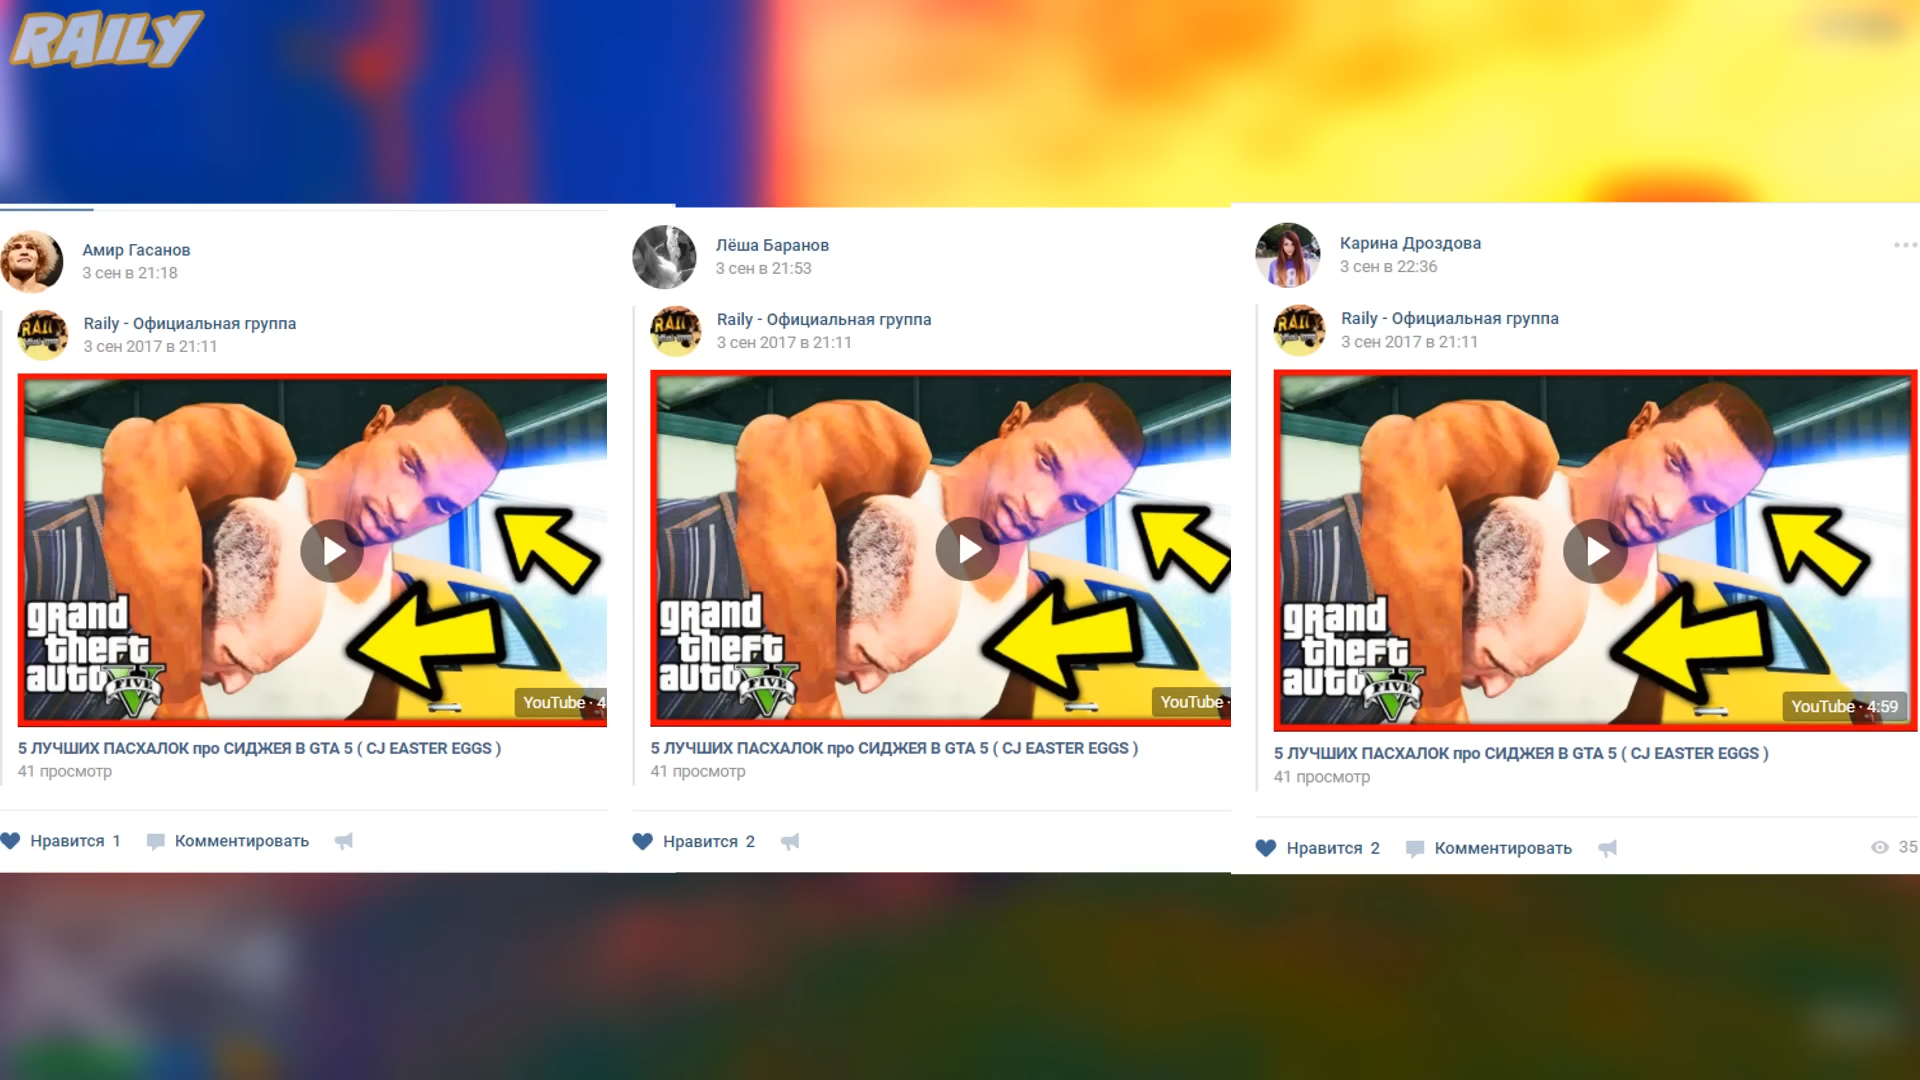 RAILY
Амир Гасанов
3 сен в 21:18
Raily - Официальная группа
3 сен 2017 в 21:11
grand
theft
auto
FIVE
YouTube · 4
5 ЛУЧШИХ ПАСХАЛОК про СИДЖЕЯ В GTA 5 ( CJ EASTER EGGS )
41 просмотр
Нравится 1
Комментировать
Лёша Баранов
3 сен в 21:53
Raily - Официальная группа
3 сен 2017 в 21:11
grand
theft
auto
FIVE
YouTube ·
5 ЛУЧШИХ ПАСХАЛОК про СИДЖЕЯ В GTA 5 ( CJ EASTER EGGS )
41 просмотр
Нравится 2
Карина Дроздова
3 сен в 22:36
Raily - Официальная группа
3 сен 2017 в 21:11
grand
theft
auto
FIVE
YouTube · 4:59
5 ЛУЧШИХ ПАСХАЛОК про СИДЖЕЯ В GTA 5 ( CJ EASTER EGGS )
41 просмотр
Нравится 2
Комментировать
35